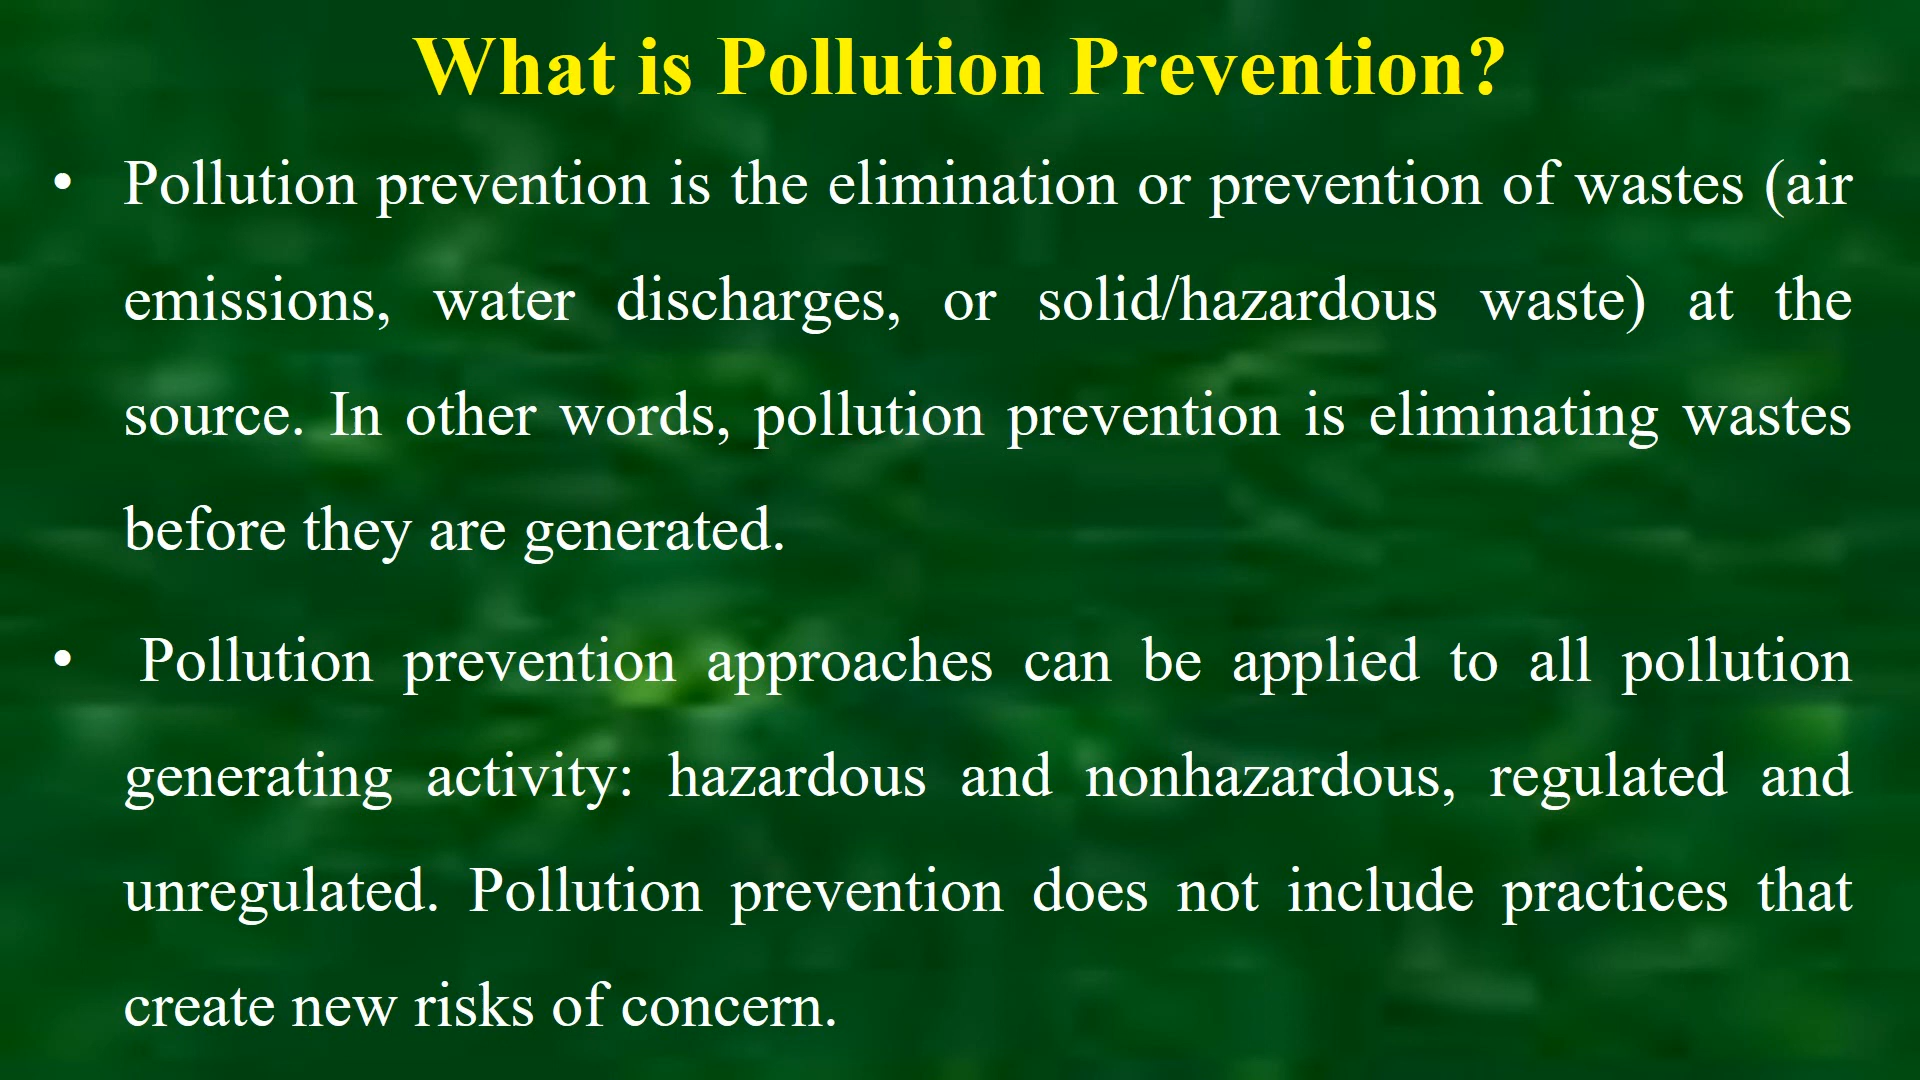 What is Pollution Prevention?
• Pollution prevention is the elimination or prevention of wastes (air
emissions, water discharges, or solid/hazardous waste) at the
source. In other words, pollution prevention is eliminating wastes
before they are generated.
• Pollution prevention approaches can be applied to all pollution
generating activity: hazardous and nonhazardous, regulated and
unregulated. Pollution prevention does not include practices that
create new risks of concern.